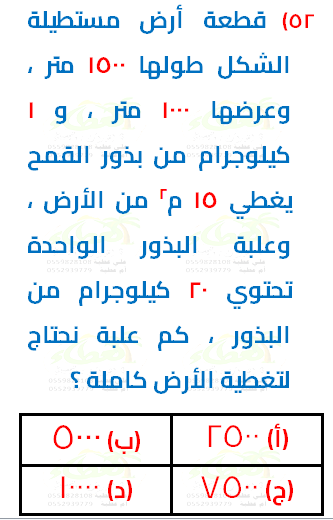 ٥٢) قطعة أرض مستطيلة
الشكل طولها ١٥٠٠ متر ،
وعرضها ١٠٠٠ متر ، و ١
كيلوجرام من بذور القمح
يغطي ١٥ م٢ من الأرض ،
وعلبة البذور الواحدة
تحتوي ٢٠ كيلوجرام من
البذور ، كم علبة نحتاج
لتغطية الأرض كاملة ؟
(أ) ٢٥٠٠ (ب) ٥٠٠٠
(ج) ٧٥٠٠ (د) ١٠٠٠٠